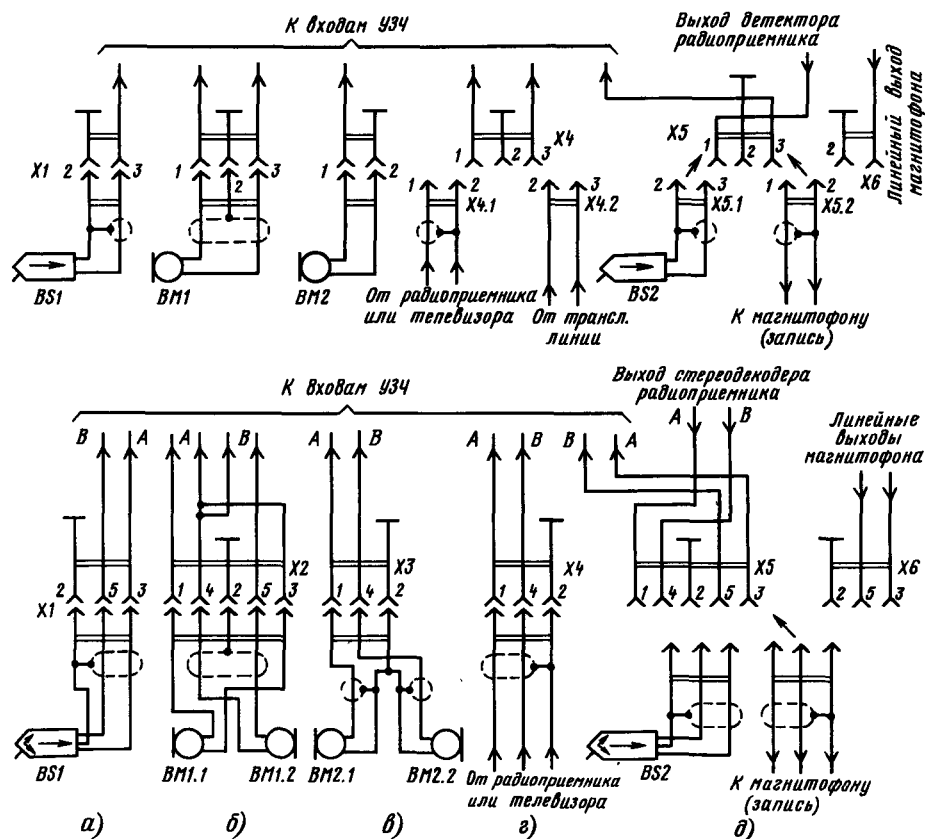 К входам УЗЧ
Выход детектора
радиоприемника
Линейный выход
магнитофона
X4
X5
X1 2 3
1 2 3
1 2
1 2 3
1 2 3
2
X6
1 2
X4.1
2 3
X4.2
2 3
X5.1
1 2
X5.2
BS1
BM1
BM2
BS2
От радиоприемника
или телевизора
От трансл.
линии
К магнитофону
(запись)
К входам УЗЧ
Выход стереодекодера
радиоприемника
A B
Линейные
выходы
магнитофона
B A
A B
A B
A B
B A
X2
X3
X4
X5
X6
X1
2 5 3
1 4 2 5 3
1 4 2
1 4 2
1 4 2 5 3
2 5 3
BS1
BM1.1 BM1.2
BM2.1 BM2.2
От радиоприемника
или телевизора
BS2
К магнитофону
(запись)
а) б) в) г) д)